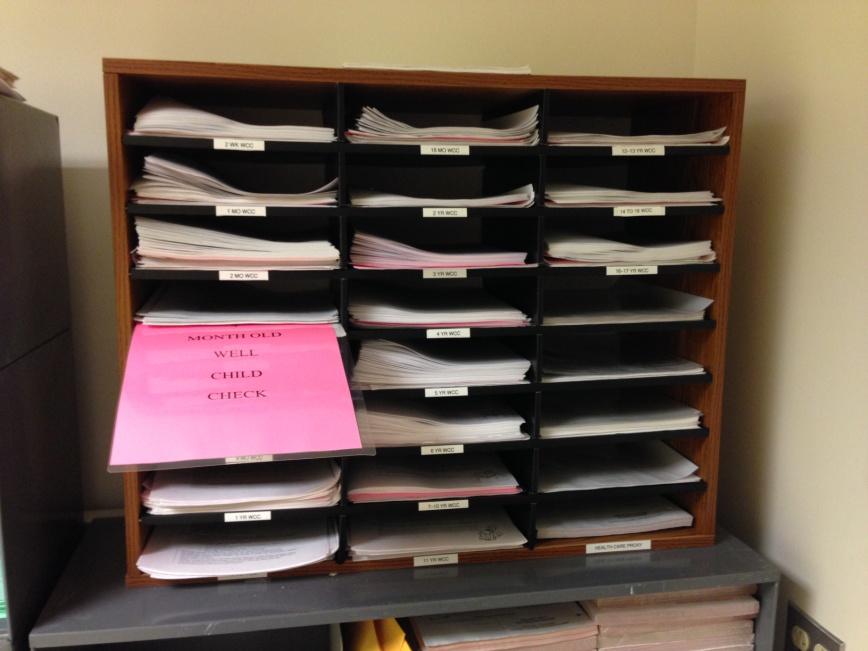 2 WK WCC
1 MO WCC
2 MO WCC
MONTH OLD
WELL
CHILD
CHECK
1 YR WCC
18 MO WCC
2 YR WCC
3 YR WCC
4 YR WCC
5 YR WCC
6 YR WCC
7-10 YR WCC
11 YR WCC
12-13 YR WCC
14 TO 15 WCC
16-17 YR WCC
HEALTH CARE PROXY